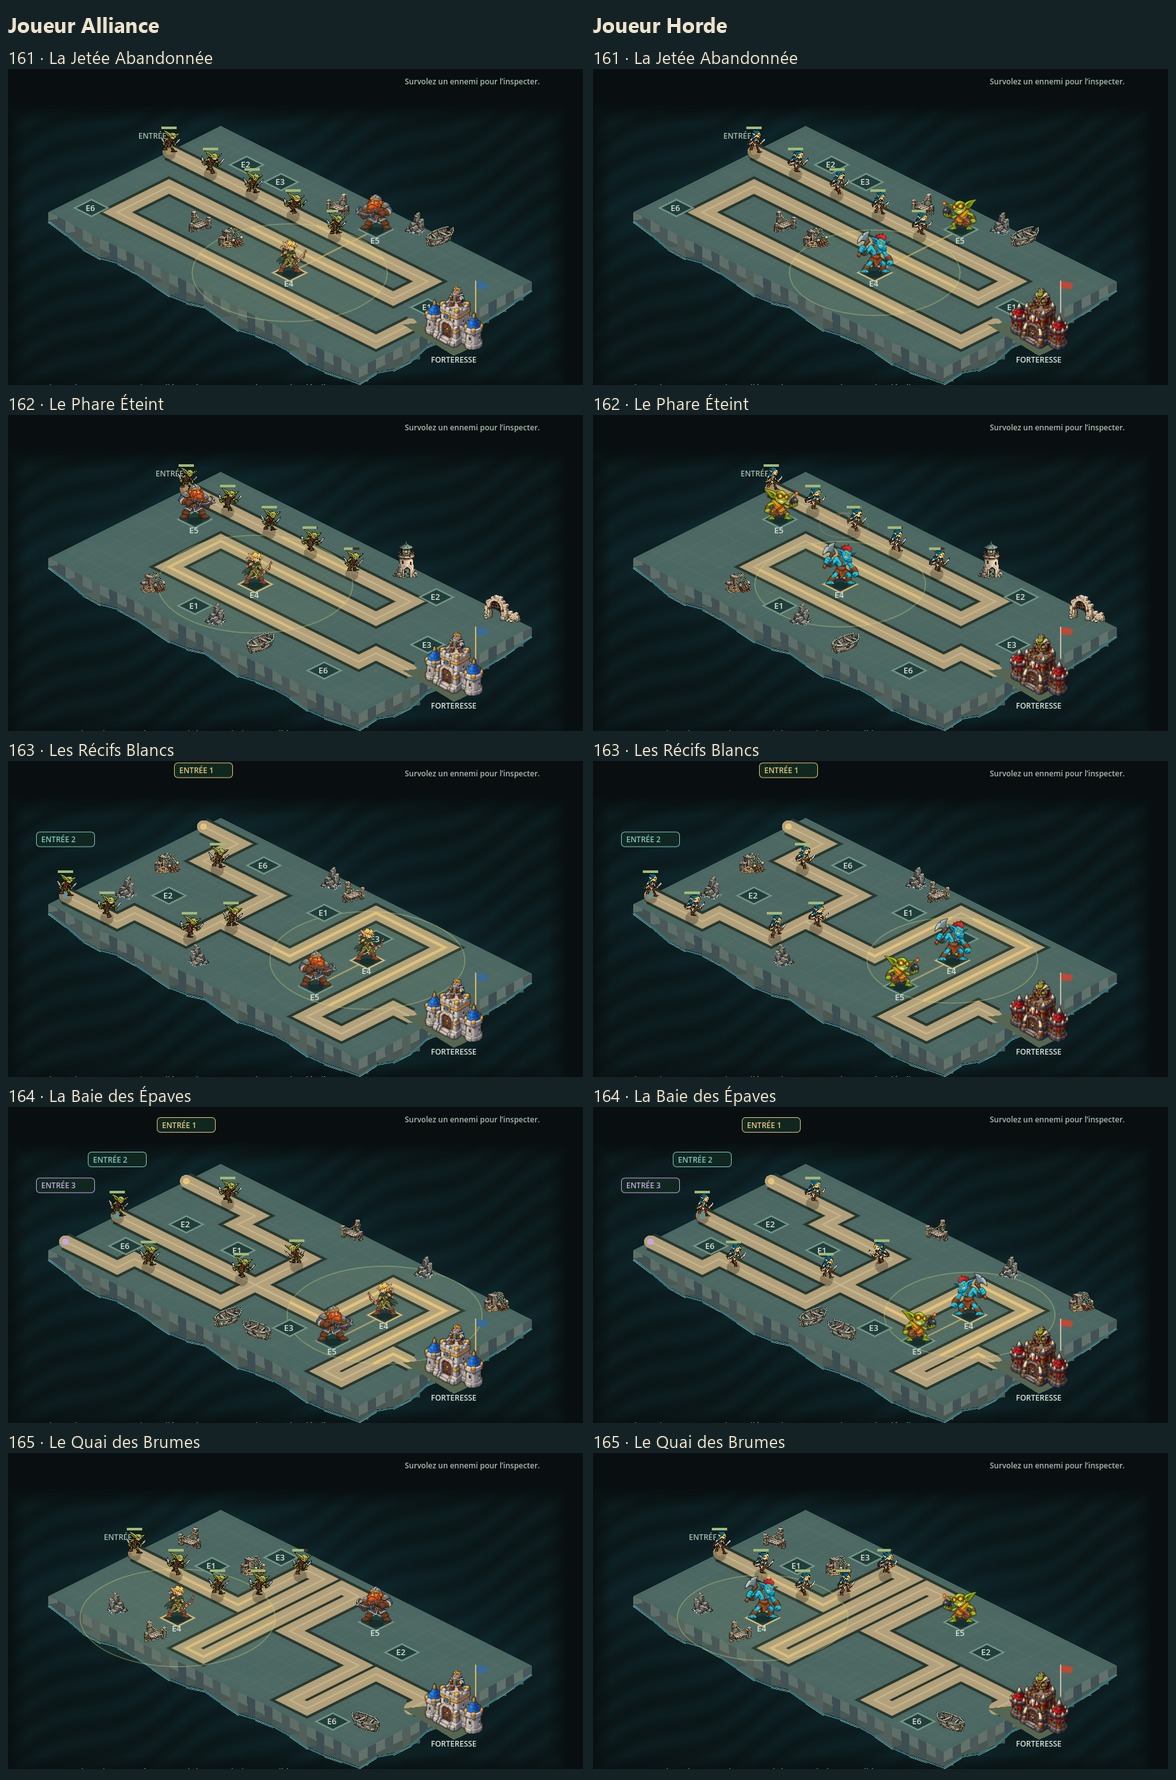 Joueur Alliance
Joueur Horde
161 · La Jetée Abandonnée
161 · La Jetée Abandonnée
Survolez un ennemi pour l'inspecter.
Survolez un ennemi pour l'inspecter.
ENTRÉE
ENTRÉE
E2
E3
E2
E3
E6
E6
E5
E5
E4
E4
E1
E1
FORTERESSE
FORTERESSE
162 · Le Phare Éteint
162 · Le Phare Éteint
Survolez un ennemi pour l'inspecter.
Survolez un ennemi pour l'inspecter.
ENTRÉE
ENTRÉE
E5
E5
E4
E2
E4
E2
E1
E1
E3
E3
E6
E6
FORTERESSE
FORTERESSE
163 · Les Récifs Blancs
163 · Les Récifs Blancs
ENTRÉE 1
Survolez un ennemi pour l'inspecter.
ENTRÉE 1
Survolez un ennemi pour l'inspecter.
ENTRÉE 2
ENTRÉE 2
E6
E6
E2
E2
E1
E1
3
E4
E4
E5
E5
FORTERESSE
FORTERESSE
164 · La Baie des Épaves
164 · La Baie des Épaves
ENTRÉE 1
Survolez un ennemi pour l'inspecter.
ENTRÉE 1
Survolez un ennemi pour l'inspecter.
ENTRÉE 2
ENTRÉE 2
ENTRÉE 3
ENTRÉE 3
E2
E2
E6
E1
E6
E1
E3
E4
E3
E4
E5
E5
FORTERESSE
FORTERESSE
165 · Le Quai des Brumes
165 · Le Quai des Brumes
Survolez un ennemi pour l'inspecter.
Survolez un ennemi pour l'inspecter.
ENTRÉE
ENTRÉE
E1
E3
E1
E3
E4
E5
E4
E5
E2
E2
E6
E6
FORTERESSE
FORTERESSE